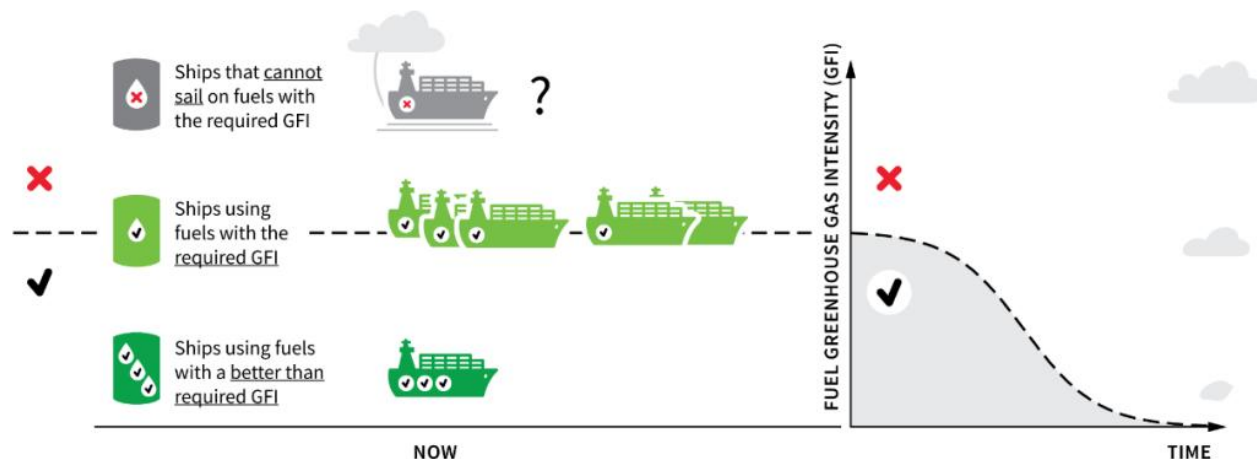 Ships that cannot
sail on fuels with
the required GFI
?
Ships using
fuels with the
required GFI
Ships using fuels
with a better than
required GFI
NOW
FUEL GREENHOUSE GAS INTENSITY (GFI)
TIME